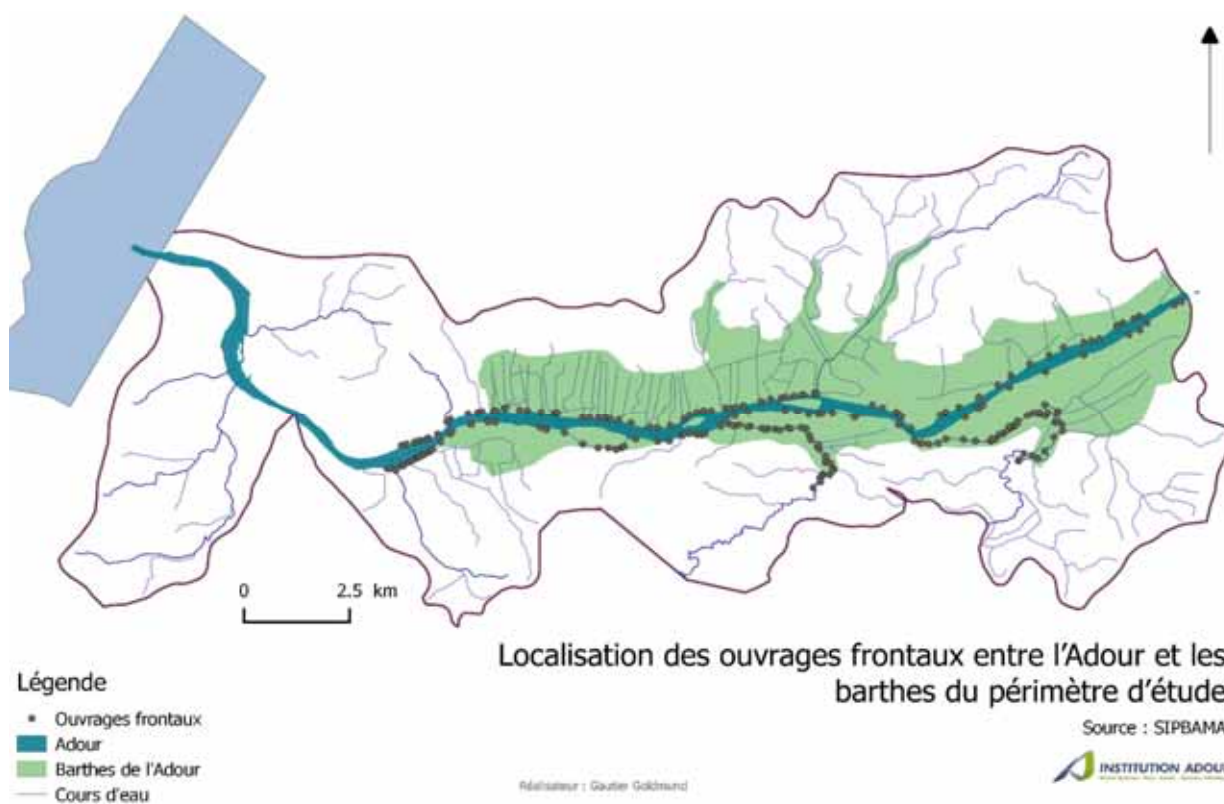 0 2.5 km
Localisation des ouvrages frontaux entre l'Adour et les
barthes du périmètre d'étude
Source : SIPBAMA
Légende
Ouvrages frontaux
Adour
Barthes de l'Adour
Cours d'eau
Réalisateur : Gautier Goldmund
INSTITUTION ADOUR